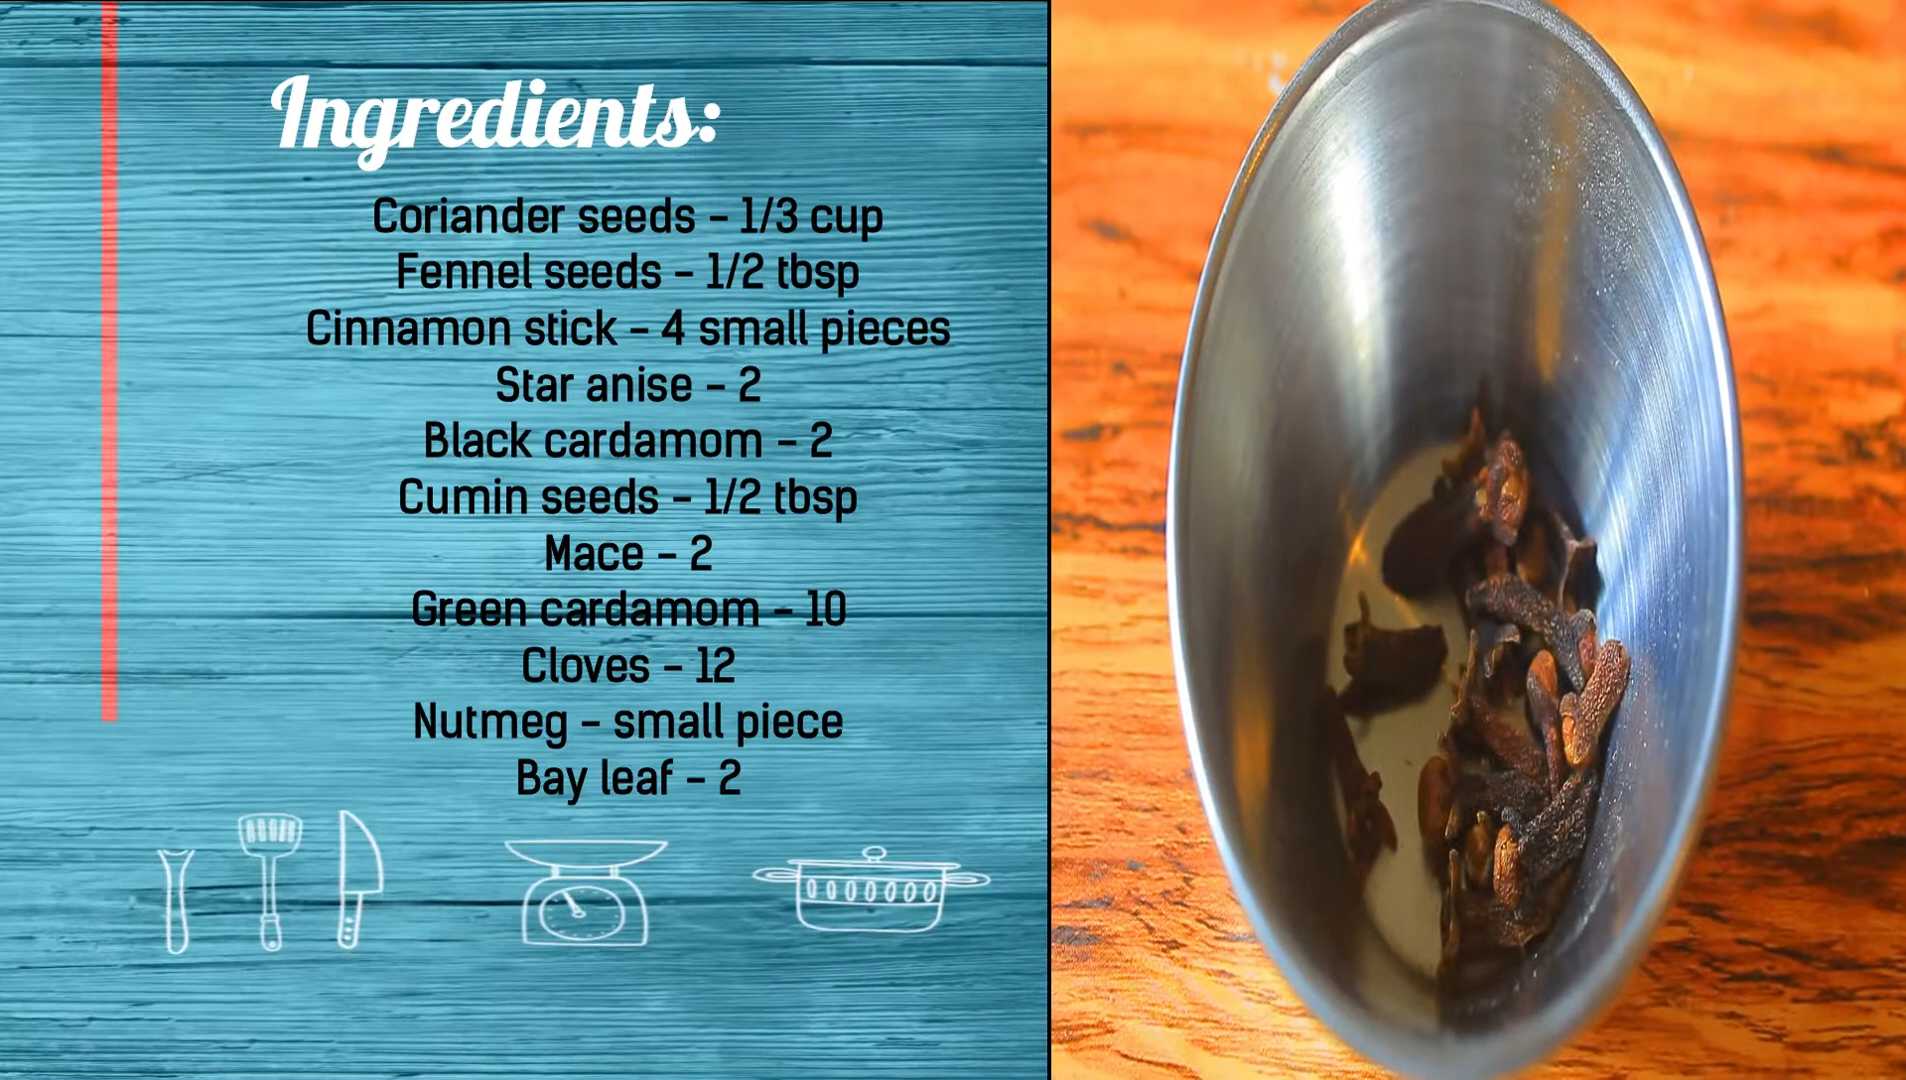 Ingredients:
Coriander seeds – 1/3 cup
Fennel seeds – 1/2 tbsp
Cinnamon stick – 4 small pieces
Star anise – 2
Black cardamom – 2
Cumin seeds – 1/2 tbsp
Mace – 2
Green cardamom – 10
Cloves – 12
Nutmeg – small piece
Bay leaf – 2